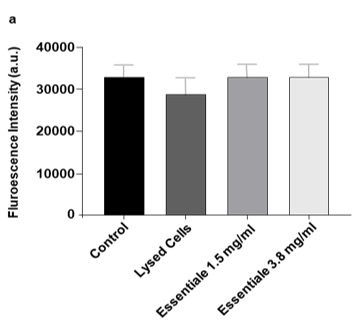 a
Fluroescence Intensity (a.u.)
40000
30000
20000
10000
0
Control
Lysed Cells
Essentiale 1.5 mg/ml
Essentiale 3.8 mg/ml